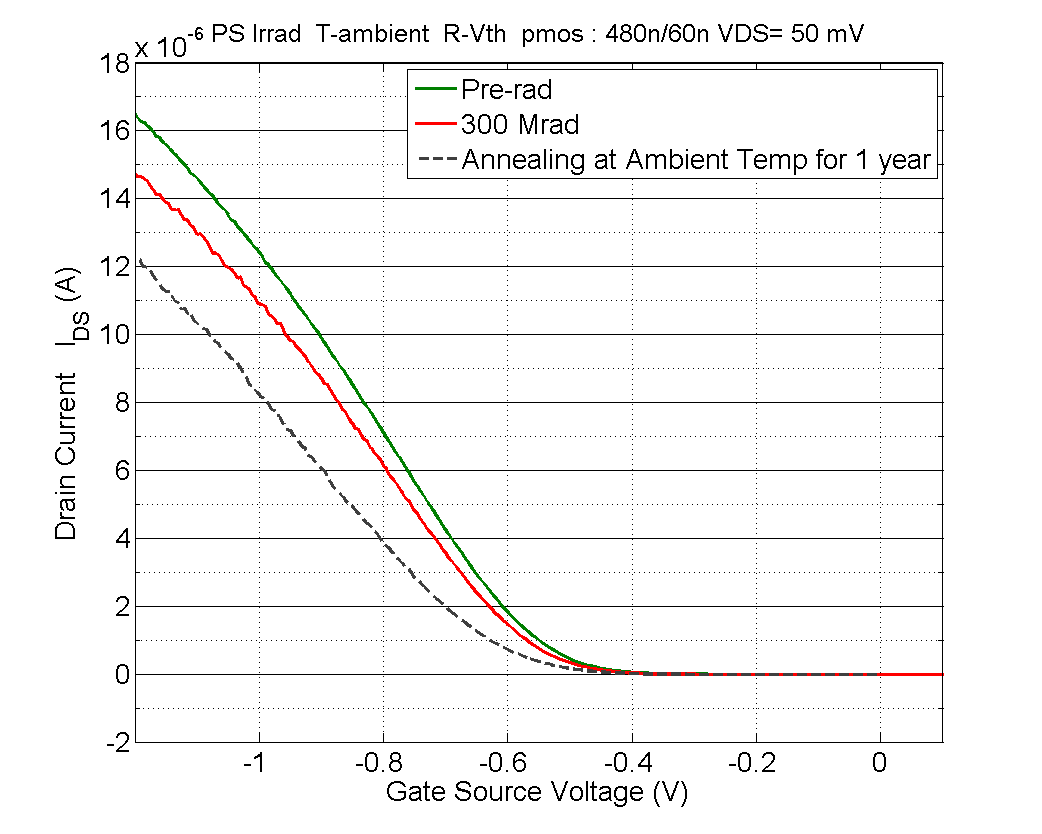 x 10-6 PS Irrad T-ambient R-Vth pmos : 480n/60n VDS= 50 mV
18
16
14
12
10
8
6
4
2
0
-2
Pre-rad
300 Mrad
Annealing at Ambient Temp for 1 year
Drain Current IDS (A)
-1 -0.8 -0.6 -0.4 -0.2 0
Gate Source Voltage (V)